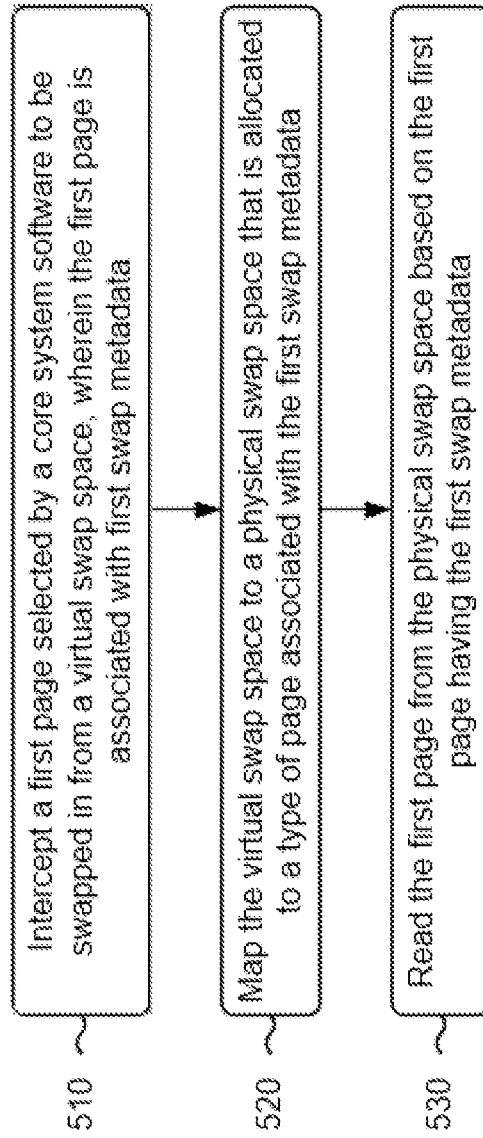 510
Intercept a first page selected by a core system software to be
swapped in from a virtual swap space, wherein the first page is
associated with first swap metadata
520
Map the virtual swap space to a physical swap space that is allocated
to a type of page associated with the first swap metadata
530
Read the first page from the physical swap space based on the first
page having the first swap metadata